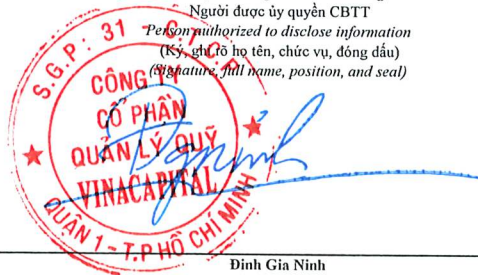 Người được ủy quyền CBTT
Person authorized to disclose information
(Ký, ghi rõ họ tên, chức vụ, đóng dấu)
(Signature, full name, position, and seal)
S.G.P: 31 - C.T.C.P
CÔNG TY
CỔ PHẦN
QUẢN LÝ QUỸ
VINACAPITAL
QUẬN 1 - T.P HỒ CHÍ MINH
Đinh Gia Ninh